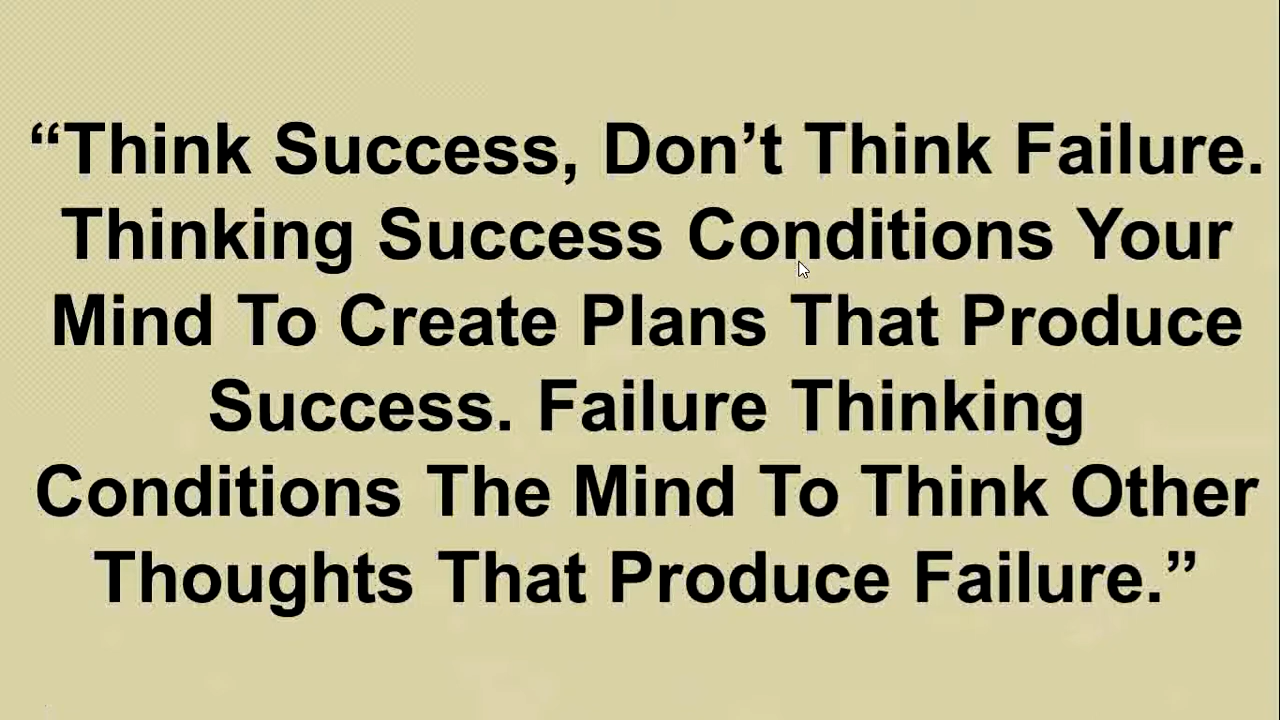 “Think Success, Don’t Think Failure.
Thinking Success Conditions Your
Mind To Create Plans That Produce
Success. Failure Thinking
Conditions The Mind To Think Other
Thoughts That Produce Failure.”